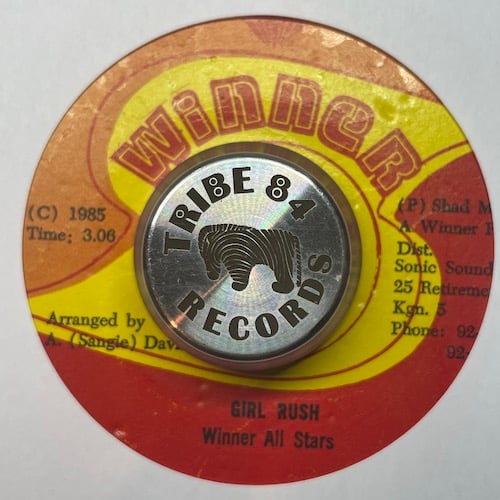 Winner
TRIBE 84
RECORDS
(C) 1985
Time: 3.06
Arranged by
A. (Sangie) Dav
(P) Shad M
A Winner
Dist.
Sonic Sound
25 Retireme
Kgn. 5
Phone: 92
92
GIRL RUSH
Winner All Stars